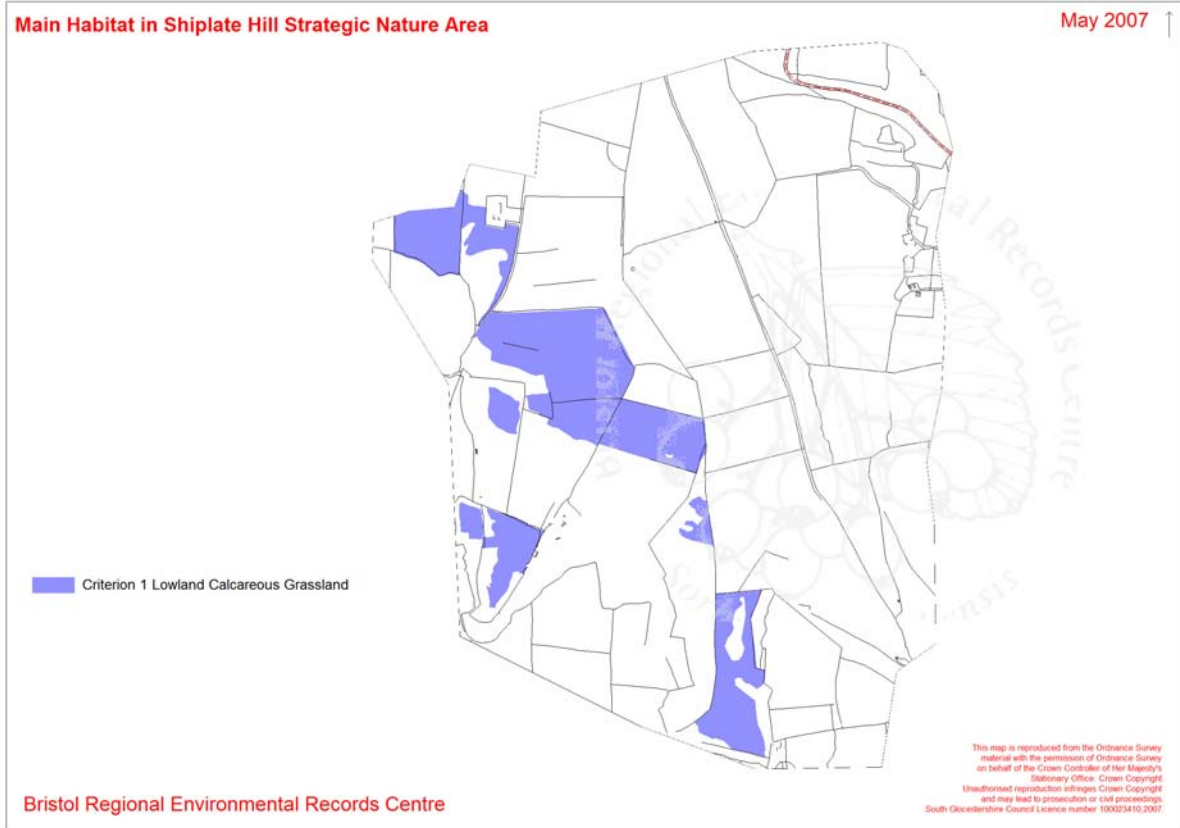 Main Habitat in Shiplate Hill Strategic Nature Area
May 2007
Criterion 1 Lowland Calcareous Grassland
This map is reproduced from the Ordnance Survey
material with the permission of Ordnance Survey
on behalf of the Crown Controller of Her Majesty's
Stationary Office. Crown Copyright
Unauthorised reproduction infringes Crown Copyright
and may lead to prosecution or civil proceedings
South Glocestershire Council Licence number 100023410,2007.
Bristol Regional Environmental Records Centre